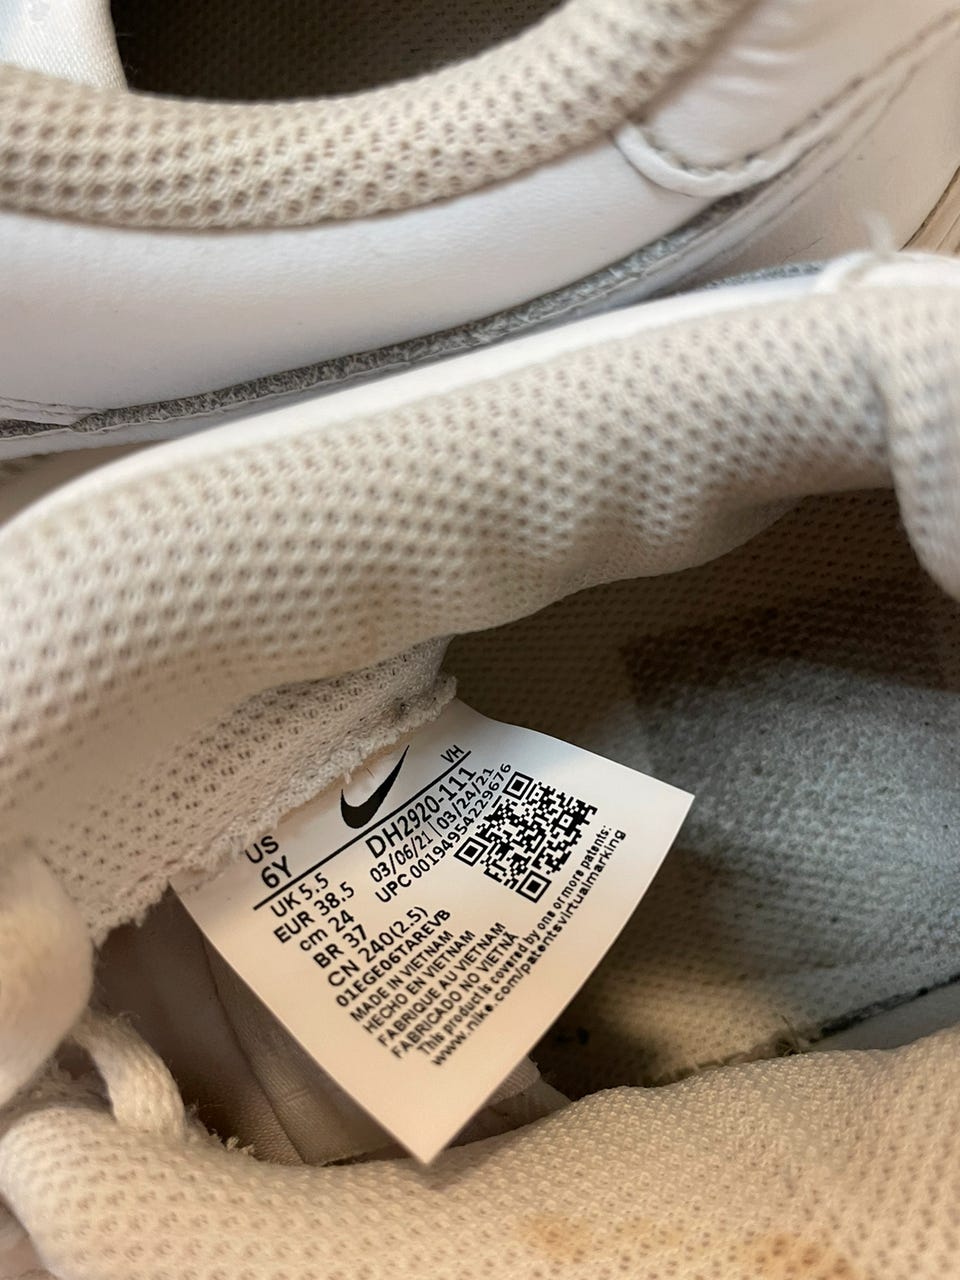 VH
US
6Y
DH2920-111
03/06/21 | 03/24/21
UPC 00194954229676
UK 5.5
EUR 38.5
cm 24
BR 37
CN 240(2.5)
01EGE06TAREVB
MADE IN VIETNAM
HECHO EN VIETNAM
FABRIQUE AU VIETNAM
FABRICADO NO VIETNÃ
This product is covered by one or more patents:
www.nike.com/patentsvirtualmarking